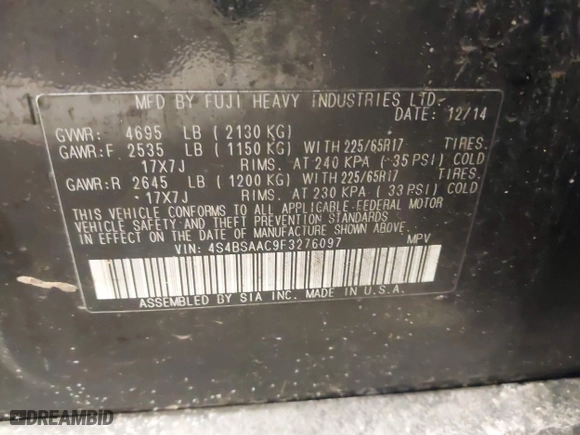 MFD BY FUJI HEAVY INDUSTRIES LTD.
DATE: 12/14
GVWR: 4695 LB (2130 KG)
GAWR:F 2535 LB (1150 KG) WITH 225/65R17 TIRES.
17X7J RIMS. AT 240 KPA ( 35 PSI) COLD
GAWR:R 2645 LB (1200 KG) WITH 225/65R17 TIRES.
17X7J RIMS. AT 230 KPA ( 33 PSI) COLD
THIS VEHICLE CONFORMS TO ALL APPLICABLE FEDERAL MOTOR
VEHICLE SAFETY AND THEFT PREVENTION STANDARDS
IN EFFECT ON THE DATE OF MANUFACTURE SHOWN ABOVE.
VIN: 4S4BSAAC9F3276097 MPV
ASSEMBLED BY SIA INC. MADE IN U.S.A.
DREAMBID